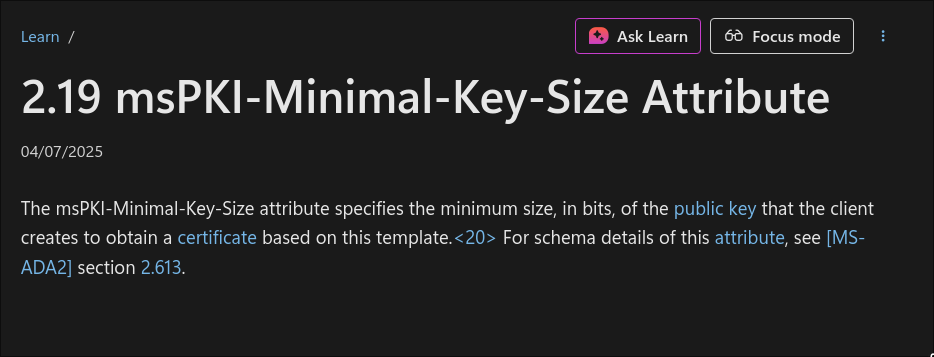 Learn /
Ask Learn
Focus mode
2.19 msPKI-Minimal-Key-Size Attribute
04/07/2025
The msPKI-Minimal-Key-Size attribute specifies the minimum size, in bits, of the public key that the client
creates to obtain a certificate based on this template.<20> For schema details of this attribute, see [MS-
ADA2] section 2.613.